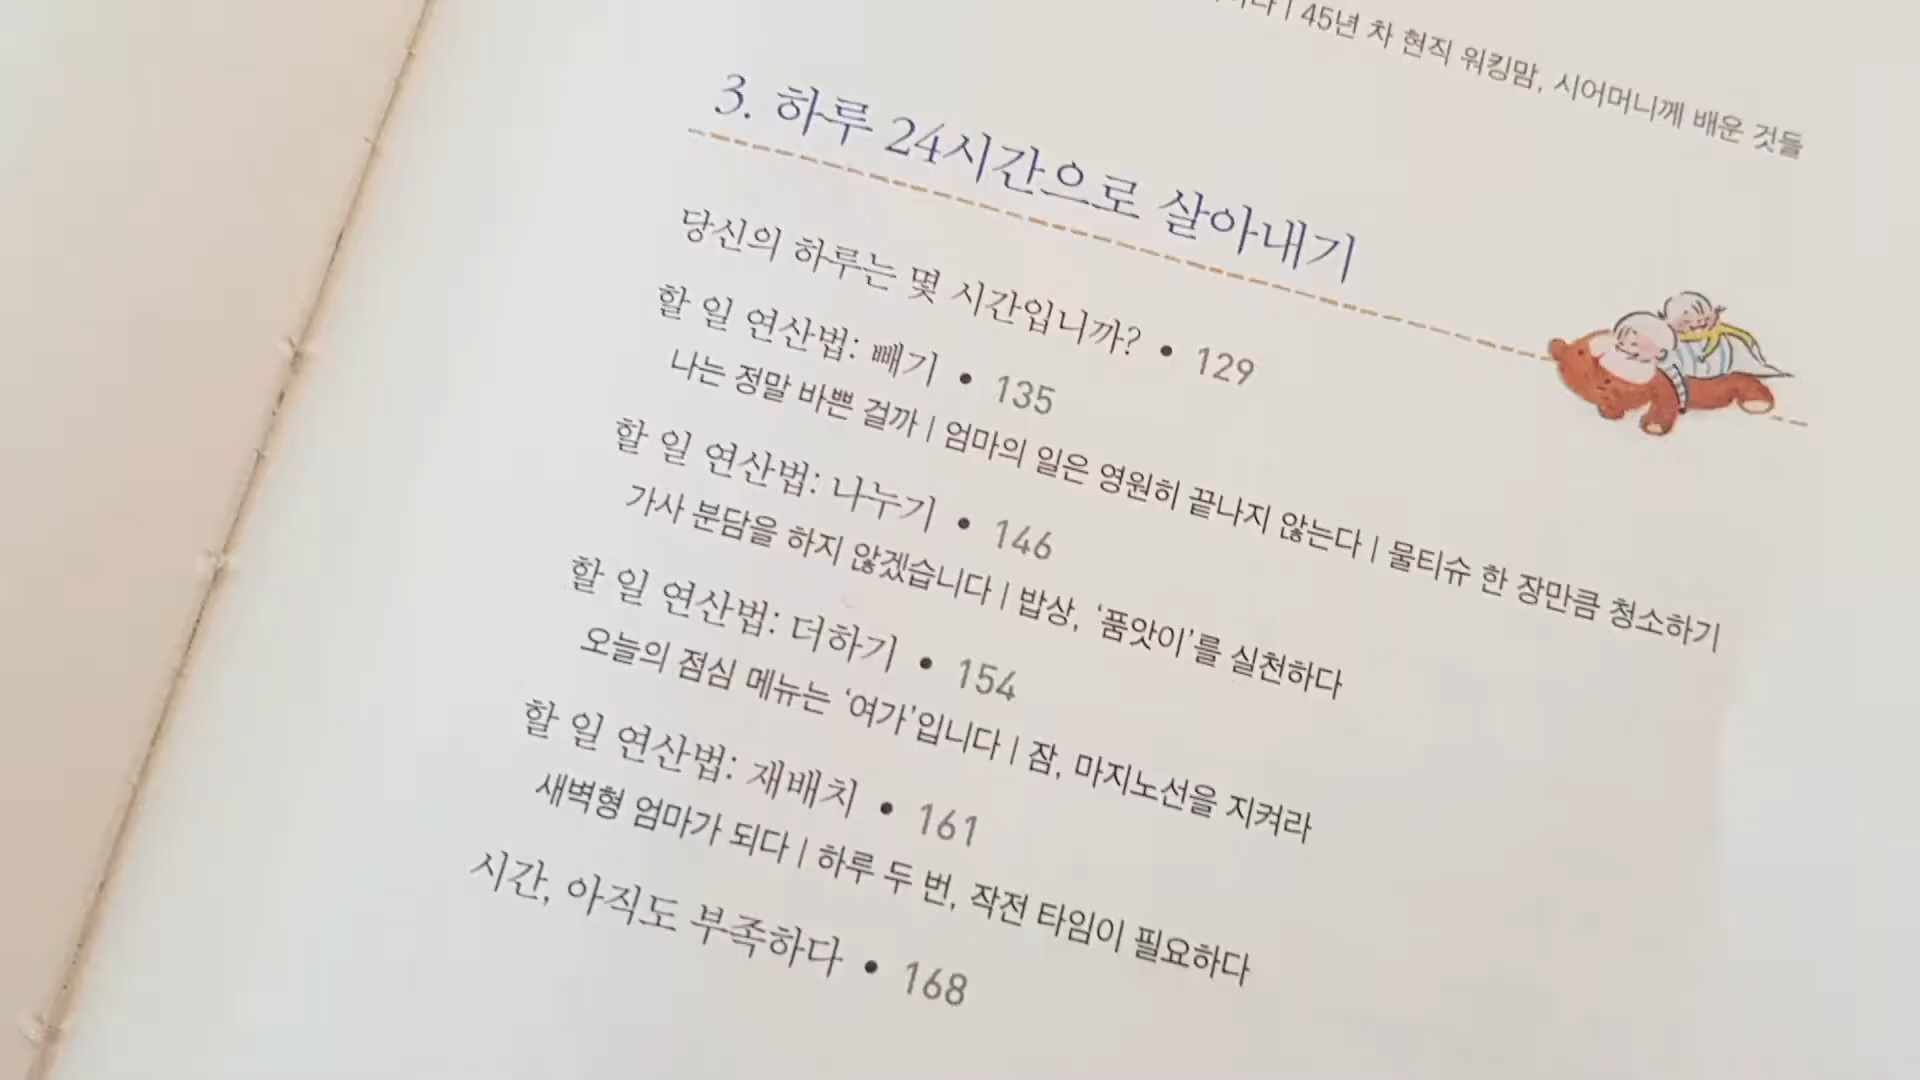 45년 차 현직 워킹맘, 시어머니께 배운 것들
3. 하루 24시간으로 살아내기
당신의 하루는 몇 시간입니까? • 129
할 일 연산법: 빼기 • 135
나는 정말 바쁜 걸까 | 엄마의 일은 영원히 끝나지 않는다 | 물티슈 한 장만큼 청소하기
할 일 연산법: 나누기 • 146
가사 분담을 하지 않겠습니다 | 밥상, ‘품앗이’를 실천하다
할 일 연산법: 더하기 • 154
오늘의 점심 메뉴는 ‘여가’입니다 | 잠, 마지노선을 지켜라
할 일 연산법: 재배치 • 161
새벽형 엄마가 되다 | 하루 두 번, 작전 타임이 필요하다
시간, 아직도 부족하다 • 168